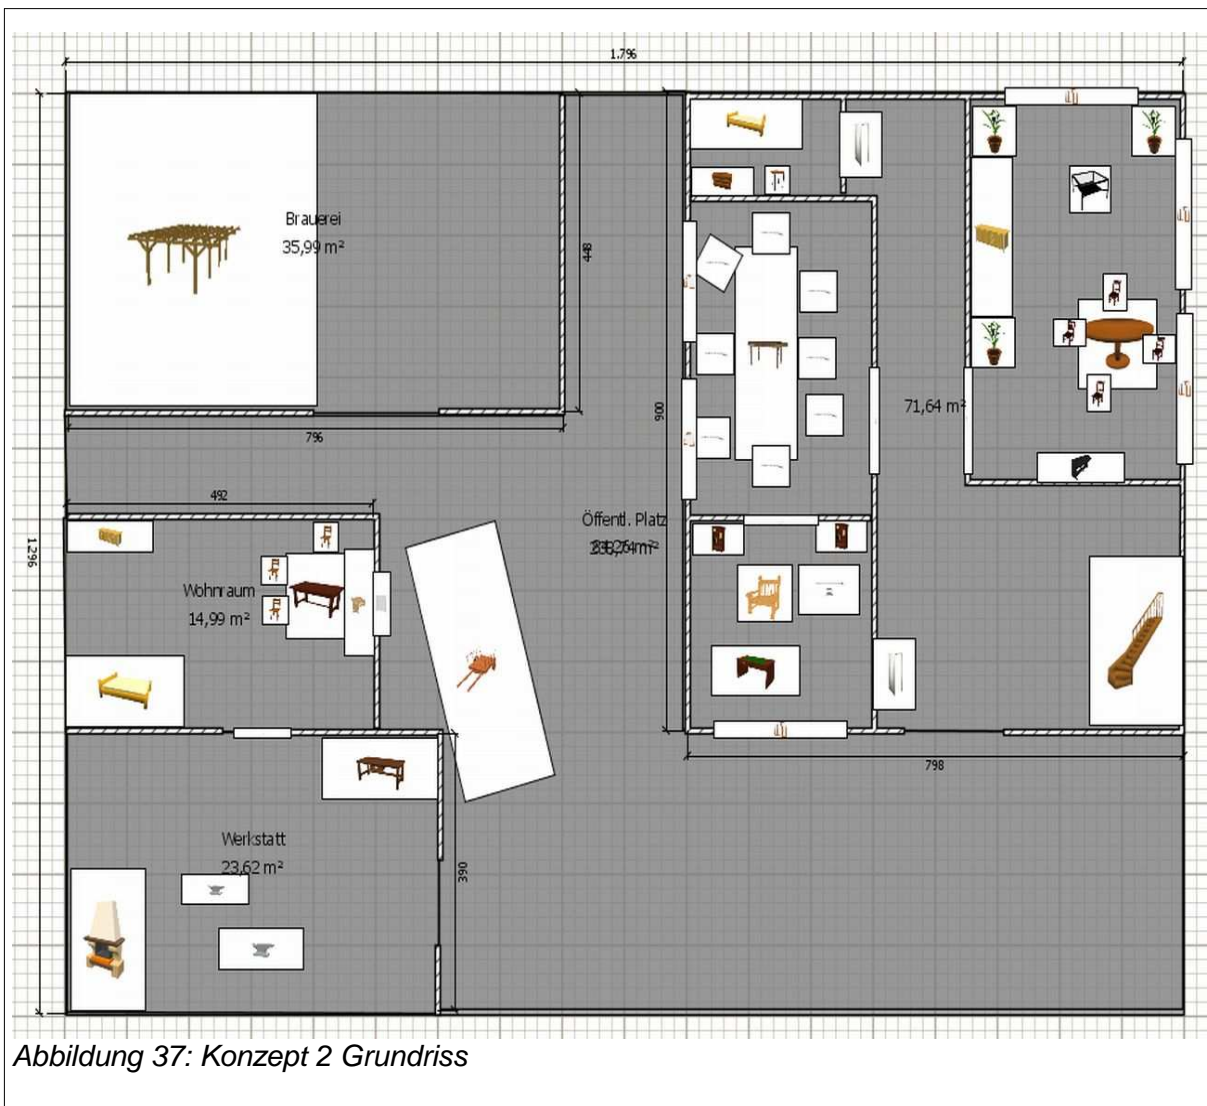 1.796
Brauerei
35,99 m²
448
796
900
71,64 m²
492
Öffentl. Platz
1.296
Wohnraum
14,99 m²
798
Werkstatt
23,62 m²
390
Abbildung 37: Konzept 2 Grundriss